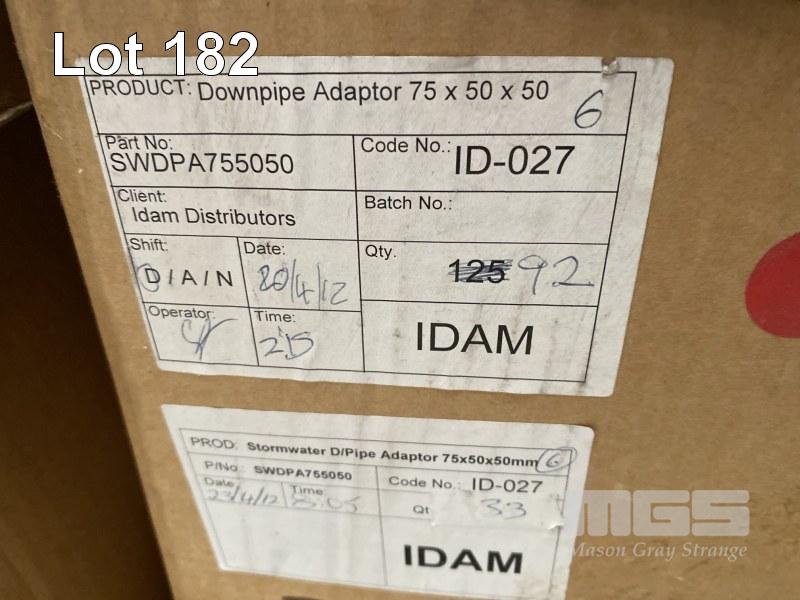 Lot 182
PRODUCT: Downpipe Adaptor 75 x 50 x 50
6
Part No: SWDPA755050
Code No.: ID-027
Client: Idam Distributors
Batch No.:
Shift: D / A / N
Date: 20/4/12
Qty. 125 92
Operator
Time: 215
IDAM
PROD: Stormwater D/Pipe Adaptor 75x50x50mm 6
P/No. SWDPA755050
Code No.: ID-027
Date 23/4/12
Time
Qt 33
IDAM
MGS
Mason Gray Strange